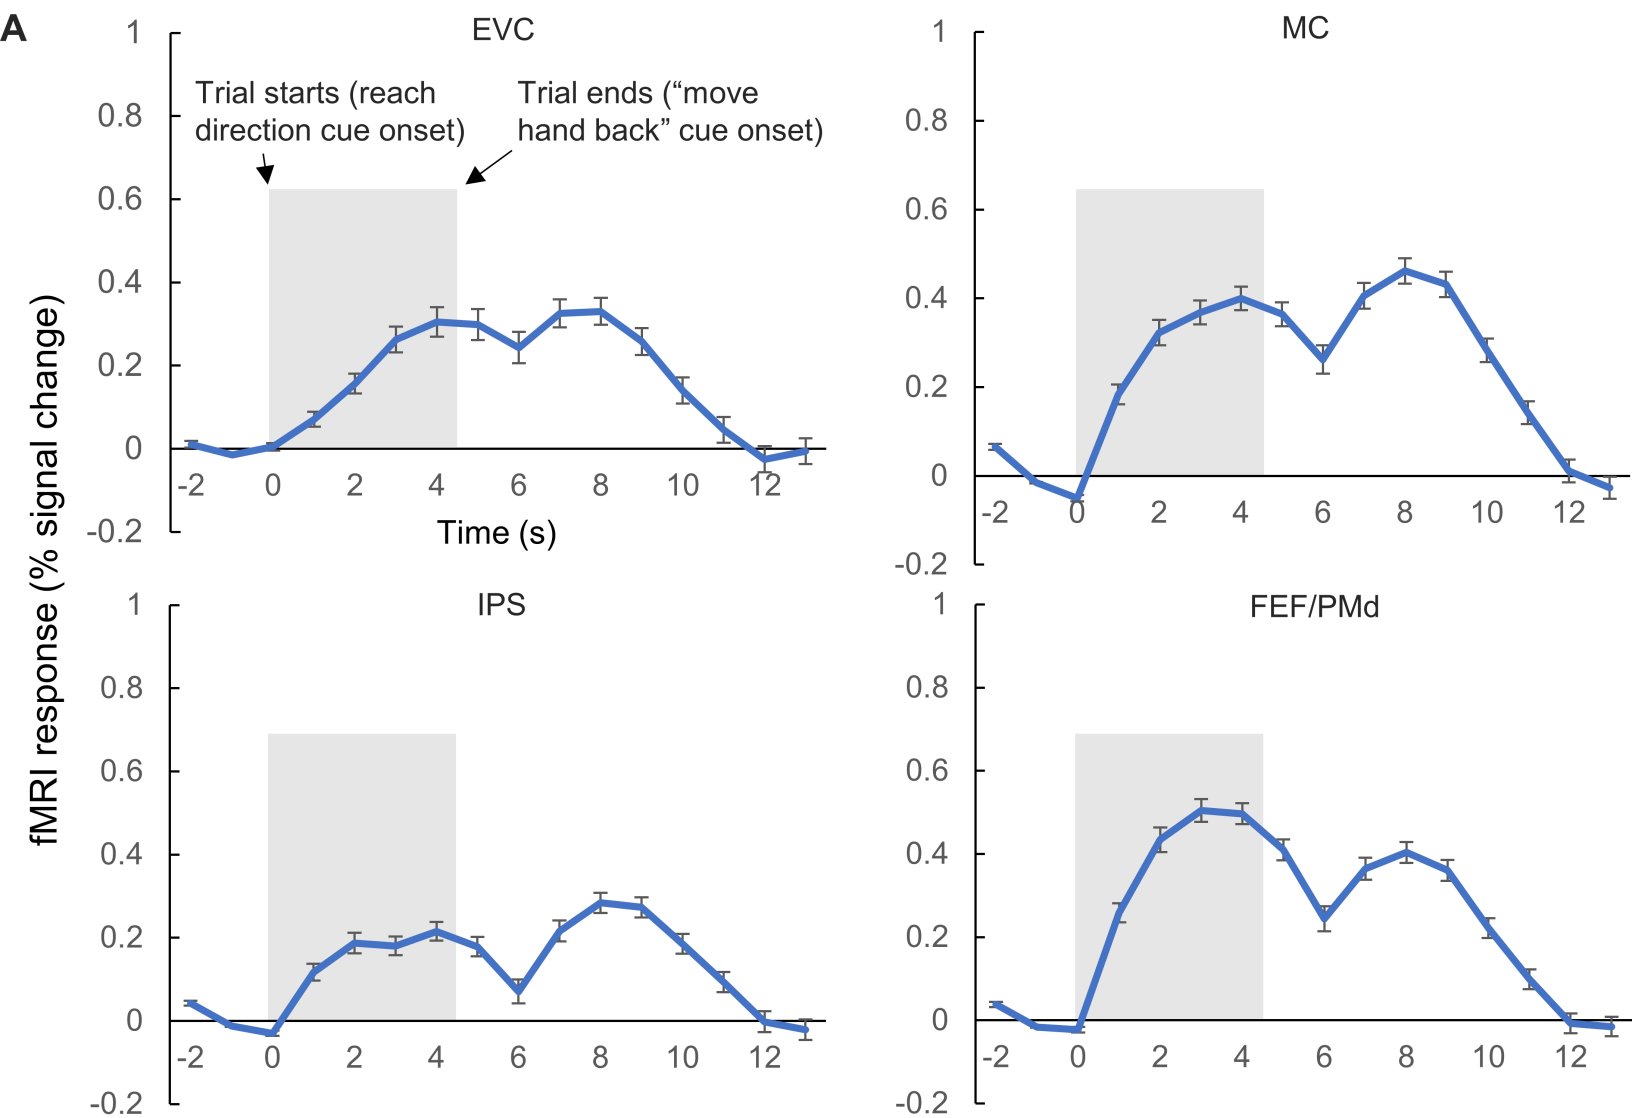 A
EVC
1
0.8
0.6
0.4
0.2
0
-0.2
Trial starts (reach
direction cue onset)
Trial ends (“move
hand back” cue onset)
-2 0 2 4 6 8 10 12
Time (s)
fMRI response (% signal change)
MC
1
0.8
0.6
0.4
0.2
0
-0.2
-2 0 2 4 6 8 10 12
IPS
1
0.8
0.6
0.4
0.2
0
-0.2
-2 0 2 4 6 8 10 12
FEF/PMd
1
0.8
0.6
0.4
0.2
0
-0.2
-2 0 2 4 6 8 10 12